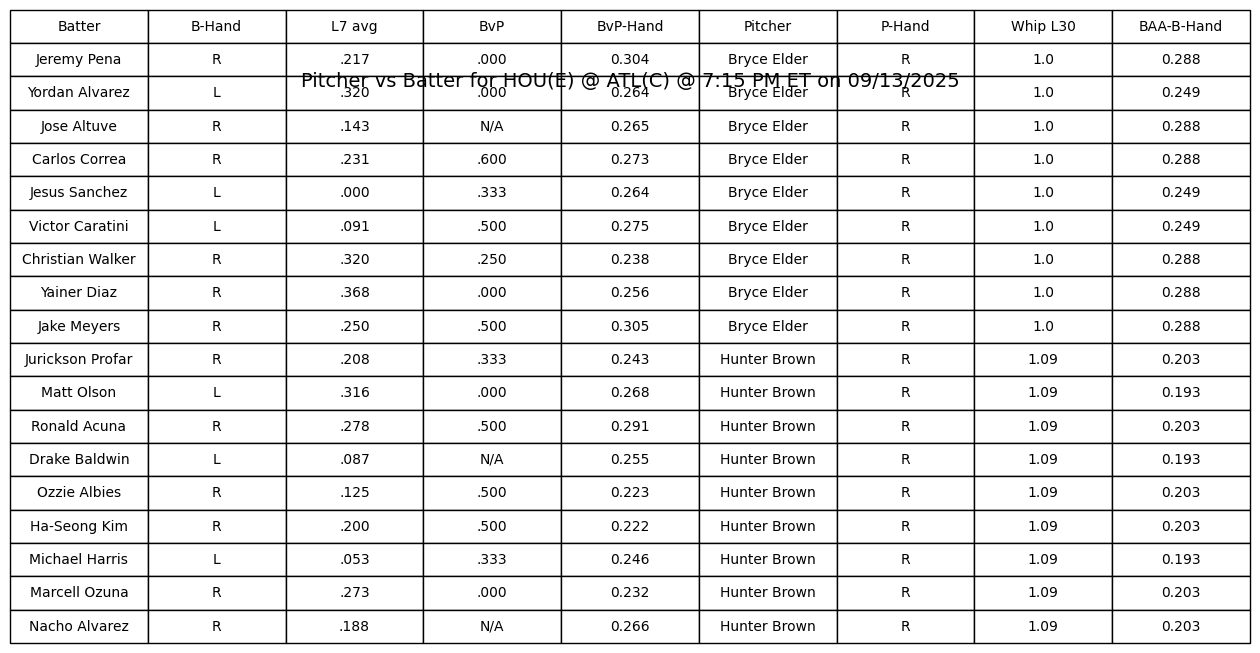 Batter B-Hand L7 avg BvP BvP-Hand Pitcher P-Hand Whip L30 BAA-B-Hand
Jeremy Pena R .217 .000 0.304 Bryce Elder R 1.0 0.288
Pitcher vs Batter for HOU(E) @ ATL(C) @ 7:15 PM ET on 09/13/2025
Yordan Alvarez L .320 .000 0.264 Bryce Elder R 1.0 0.249
Jose Altuve R .143 N/A 0.265 Bryce Elder R 1.0 0.288
Carlos Correa R .231 .600 0.273 Bryce Elder R 1.0 0.288
Jesus Sanchez L .000 .333 0.264 Bryce Elder R 1.0 0.249
Victor Caratini L .091 .500 0.275 Bryce Elder R 1.0 0.249
Christian Walker R .320 .250 0.238 Bryce Elder R 1.0 0.288
Yainer Diaz R .368 .000 0.256 Bryce Elder R 1.0 0.288
Jake Meyers R .250 .500 0.305 Bryce Elder R 1.0 0.288
Jurickson Profar R .208 .333 0.243 Hunter Brown R 1.09 0.203
Matt Olson L .316 .000 0.268 Hunter Brown R 1.09 0.193
Ronald Acuna R .278 .500 0.291 Hunter Brown R 1.09 0.203
Drake Baldwin L .087 N/A 0.255 Hunter Brown R 1.09 0.193
Ozzie Albies R .125 .500 0.223 Hunter Brown R 1.09 0.203
Ha-Seong Kim R .200 .500 0.222 Hunter Brown R 1.09 0.203
Michael Harris L .053 .333 0.246 Hunter Brown R 1.09 0.193
Marcell Ozuna R .273 .000 0.232 Hunter Brown R 1.09 0.203
Nacho Alvarez R .188 N/A 0.266 Hunter Brown R 1.09 0.203